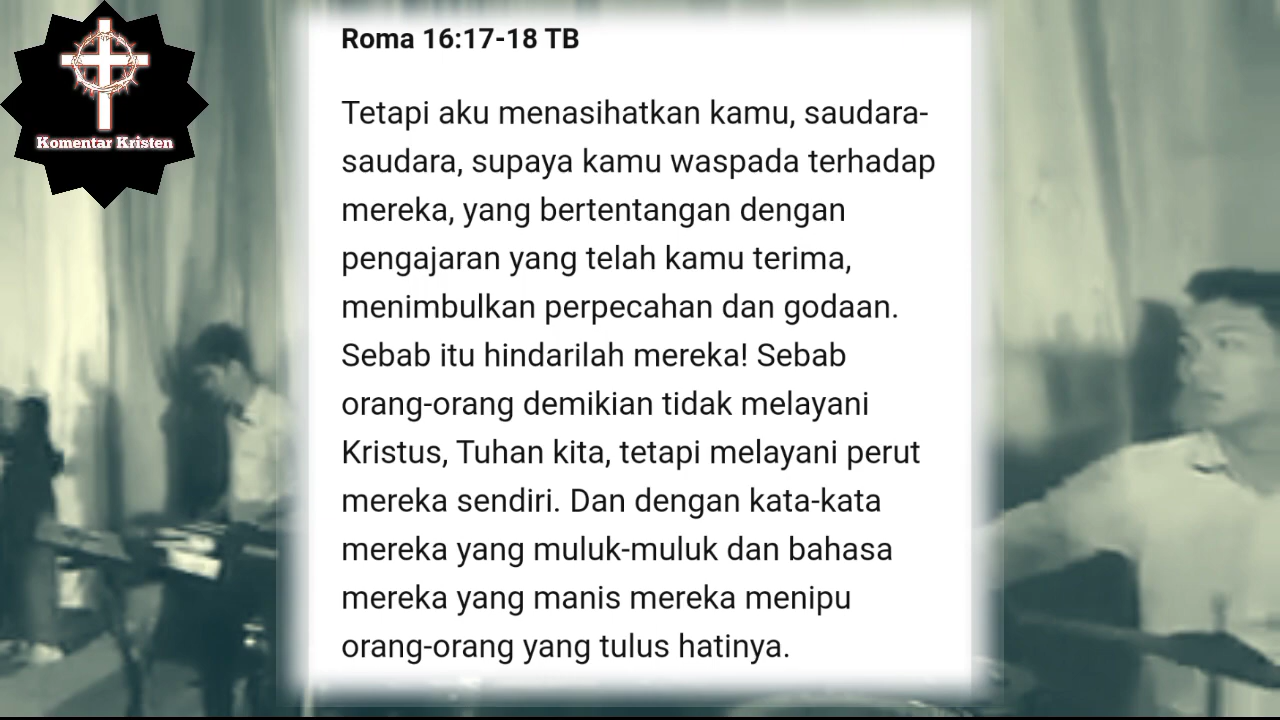 Komentar Kristen
Roma 16:17-18 TB
Tetapi aku menasihatkan kamu, saudara-
saudara, supaya kamu waspada terhadap
mereka, yang bertentangan dengan
pengajaran yang telah kamu terima,
menimbulkan perpecahan dan godaan.
Sebab itu hindarilah mereka! Sebab
orang-orang demikian tidak melayani
Kristus, Tuhan kita, tetapi melayani perut
mereka sendiri. Dan dengan kata-kata
mereka yang muluk-muluk dan bahasa
mereka yang manis mereka menipu
orang-orang yang tulus hatinya.